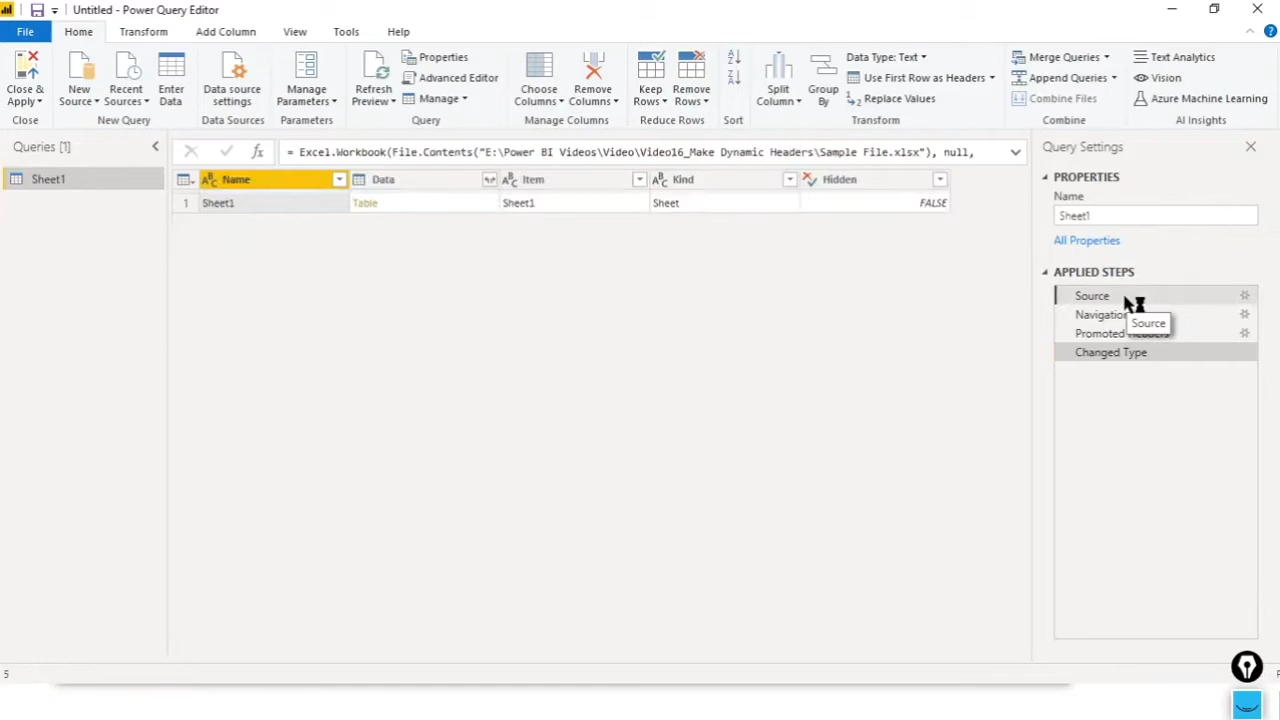 Untitled - Power Query Editor
File Home Transform Add Column View Tools Help
Close & Apply
New Source
Recent Sources
Enter Data
Data source settings
Manage Parameters
Refresh Preview
Properties
Advanced Editor
Manage
Choose Columns
Remove Columns
Keep Rows
Remove Rows
Split Column
Group By
Data Type: Text
Use First Row as Headers
Replace Values
Merge Queries
Append Queries
Combine Files
Text Analytics
Vision
Azure Machine Learning
Close New Query Data Sources Parameters Query Manage Columns Reduce Rows Sort Transform Combine AI Insights
Queries [1]
Sheet1
= Excel.Workbook(File.Contents("E:\Power BI Videos\Video\Video16_Make Dynamic Headers\Sample File.xlsx"), null,
Name Data Item Kind Hidden
1 Sheet1 Table Sheet1 Sheet FALSE
Query Settings
PROPERTIES
Name
Sheet1
All Properties
APPLIED STEPS
Source
Navigation
Source
Promoted
Changed Type
5